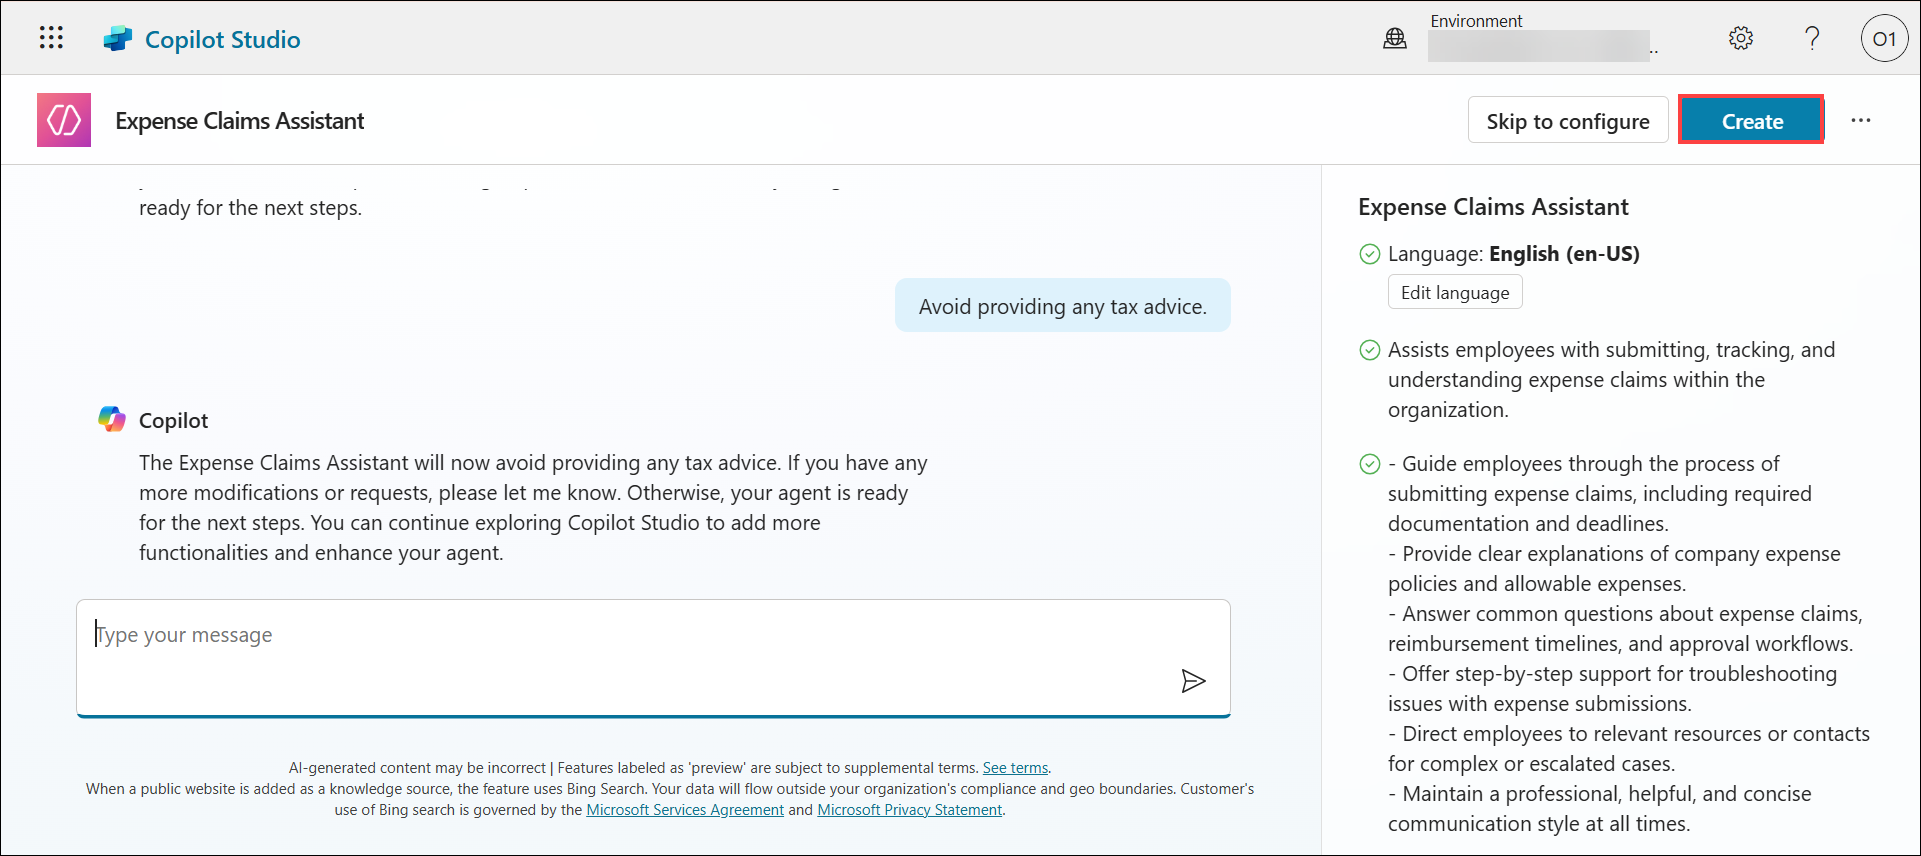 Copilot Studio
Environment
..
O1
Expense Claims Assistant
Skip to configure
Create
ready for the next steps.
Avoid providing any tax advice.
Copilot
The Expense Claims Assistant will now avoid providing any tax advice. If you have any
more modifications or requests, please let me know. Otherwise, your agent is ready
for the next steps. You can continue exploring Copilot Studio to add more
functionalities and enhance your agent.
Type your message
AI-generated content may be incorrect | Features labeled as 'preview' are subject to supplemental terms. See terms.
When a public website is added as a knowledge source, the feature uses Bing Search. Your data will flow outside your organization's compliance and geo boundaries. Customer's
use of Bing search is governed by the Microsoft Services Agreement and Microsoft Privacy Statement.
Expense Claims Assistant
Language: English (en-US)
Edit language
Assists employees with submitting, tracking, and
understanding expense claims within the
organization.
- Guide employees through the process of
submitting expense claims, including required
documentation and deadlines.
- Provide clear explanations of company expense
policies and allowable expenses.
- Answer common questions about expense claims,
reimbursement timelines, and approval workflows.
- Offer step-by-step support for troubleshooting
issues with expense submissions.
- Direct employees to relevant resources or contacts
for complex or escalated cases.
- Maintain a professional, helpful, and concise
communication style at all times.